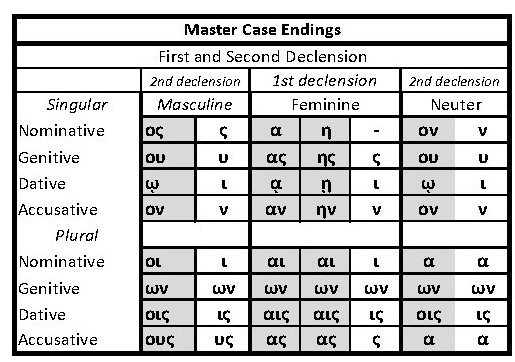 Master Case Endings
First and Second Declension
2nd declension 1st declension 2nd declension
Singular Masculine Feminine Neuter
Nominative ος ς α η - ον ν
Genitive ου υ ας ης ς ου υ
Dative ῳ ι ᾳ ῃ ι ῳ ι
Accusative ον ν αν ην ν ον ν
Plural
Nominative οι ι αι αι ι α α
Genitive ων ων ων ων ων ων ων
Dative οις ις αις αις ις οις ις
Accusative ους υς ας ας ς α α